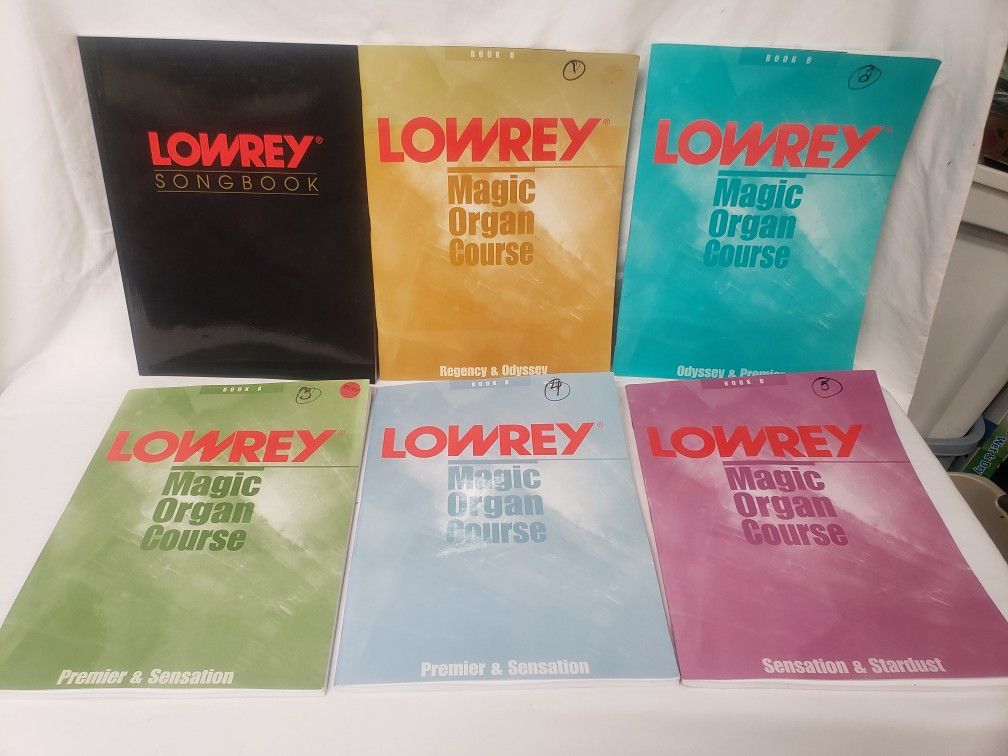 LOWREY®
SONGBOOK
BOOK B
1
LOWREY®
Magic
Organ
Course
Regency & Odyssey
BOOK B
2
LOWREY®
Magic
Organ
Course
Odyssey & Premier
BOOK A
3
LOWREY®
Magic
Organ
Course
Premier & Sensation
BOOK B
4
LOWREY®
Magic
Organ
Course
Premier & Sensation
BOOK B
5
LOWREY
Magic
Organ
Course
Sensation & Stardust